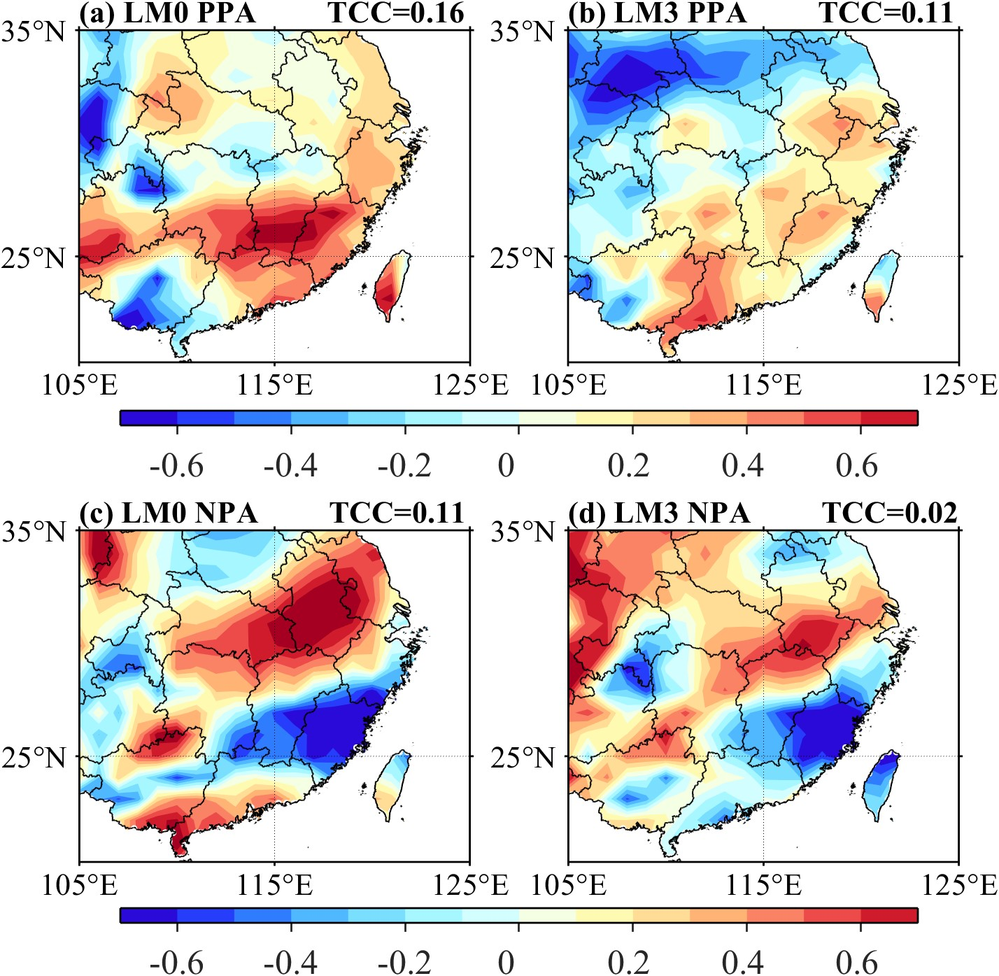 (a) LM0 PPA TCC=0.16 (b) LM3 PPA TCC=0.11
35°N 35°N
25°N 25°N
105°E 115°E 125°E 105°E 115°E 125°E
-0.6 -0.4 -0.2 0 0.2 0.4 0.6
(c) LM0 NPA TCC=0.11 (d) LM3 NPA TCC=0.02
35°N 35°N
25°N 25°N
105°E 115°E 125°E 105°E 115°E 125°E
-0.6 -0.4 -0.2 0 0.2 0.4 0.6